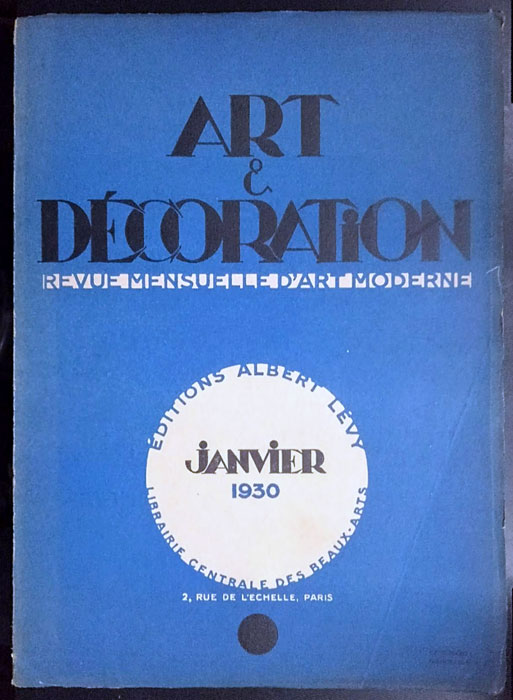 ART
&
DÉCORATiON
REVUE MENSUELLE D'ART MODERNE
ÉDITIONS ALBERT LÉVY
JANViER
1930
LIBRAIRIE CENTRALE DES BEAUX-ARTS
2, RUE DE L'ECHELLE, PARIS